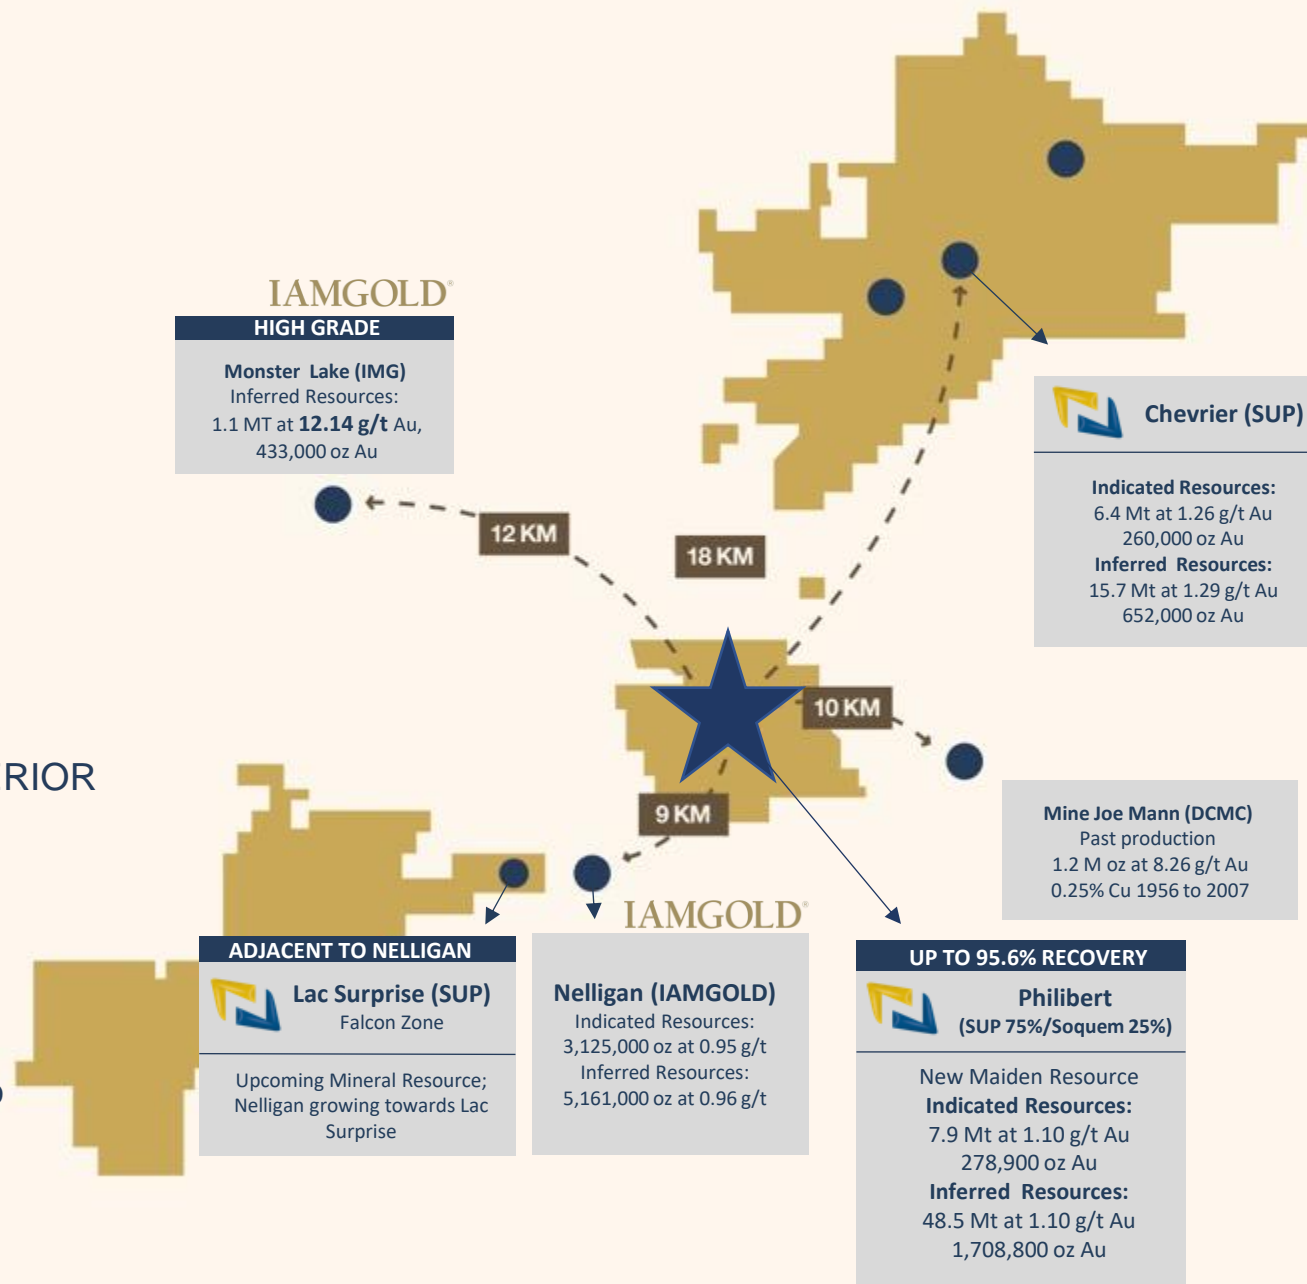 IAMGOLD®
HIGH GRADE
Monster Lake (IMG)
Inferred Resources:
1.1 MT at 12.14 g/t Au,
433,000 oz Au
12 KM
18 KM
Chevrier (SUP)
Indicated Resources:
6.4 Mt at 1.26 g/t Au
260,000 oz Au
Inferred Resources:
15.7 Mt at 1.29 g/t Au
652,000 oz Au
10 KM
ERIOR
9 KM
Mine Joe Mann (DCMC)
Past production
1.2 M oz at 8.26 g/t Au
0.25% Cu 1956 to 2007
IAMGOLD®
ADJACENT TO NELLIGAN
Lac Surprise (SUP)
Falcon Zone
Upcoming Mineral Resource;
Nelligan growing towards Lac
Surprise
Nelligan (IAMGOLD)
Indicated Resources:
3,125,000 oz at 0.95 g/t
Inferred Resources:
5,161,000 oz at 0.96 g/t
UP TO 95.6% RECOVERY
Philibert
(SUP 75%/Soquem 25%)
New Maiden Resource
Indicated Resources:
7.9 Mt at 1.10 g/t Au
278,900 oz Au
Inferred Resources:
48.5 Mt at 1.10 g/t Au
1,708,800 oz Au